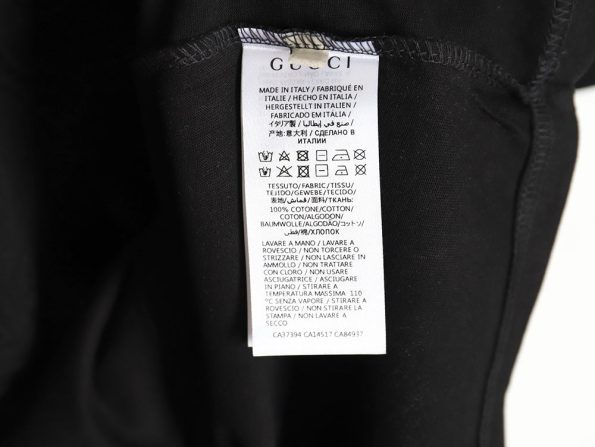 GUCCI
MADE IN ITALY / FABRIQUÉ EN
ITALIE / HECHO EN ITALIA /
HERGESTELLT IN ITALIEN /
FABRICADO EM ITALIA /
イタリア製 / صنع في إيطاليا /
产地:意大利 / СДЕЛАНО В
ИТАЛИИ
TESSUTO/FABRIC/TISSU/
TEJIDO/GEWEBE/TECIDO/
表地/قماش/面料/ТКАНЬ:
100% COTONE/COTTON/
COTON/ALGODON/
BAUMWOLLE/ALGODÃO/コットン/
قطني/棉/ХЛОПОК
LAVARE A MANO / LAVARE A
ROVESCIO / NON TORCERE O
STRIZZARE / NON LASCIARE IN
AMMOLLO / NON TRATTARE
CON CLORO / NON USARE
ASCIUGATRICE / ASCIUGARE
IN PIANO / STIRARE A
TEMPERATURA MASSIMA 110
°C SENZA VAPORE / STIRARE A
ROVESCIO / NON STIRARE LA
STAMPA / NON LAVARE A
SECCO
CA37394 CA14517 CA84937